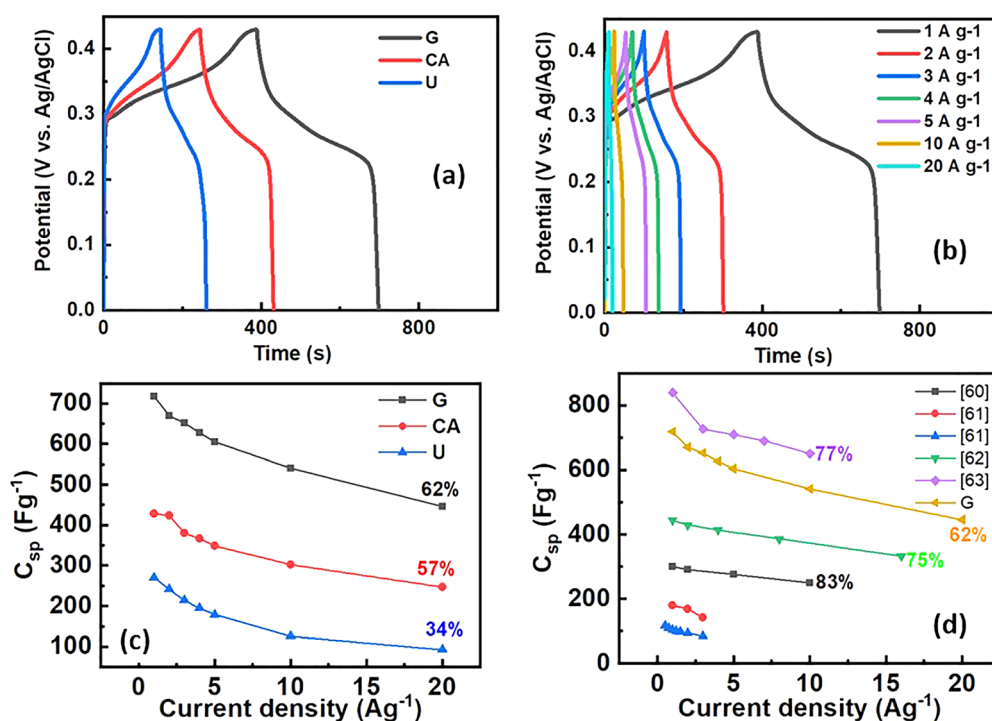 0.4
0.3
0.2
0.1
0.0
Potential (V vs. Ag/AgCl)
G
CA
U
(a)
0
400
800
Time (s)
0.4
0.3
0.2
0.1
0.0
Potential (V vs. Ag/AgCl)
1 A g-1
2 A g-1
3 A g-1
4 A g-1
5 A g-1
10 A g-1
20 A g-1
(b)
0
400
800
Time (s)
700
600
500
400
300
200
100
Csp (Fg-1)
G
CA
U
62%
57%
34%
(c)
0
5
10
15
20
Current density (Ag-1)
800
600
400
200
0
Csp (Fg-1)
[60]
[61]
[61]
[62]
[63]
G
77%
62%
75%
83%
(d)
0
5
10
15
20
Current density (Ag-1)